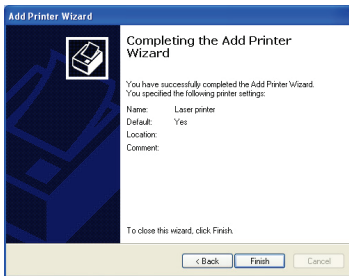 Add Printer Wizard
Completing the Add Printer
Wizard
You have successfully completed the Add Printer Wizard.
You specified the following printer settings:
Name: Laser printer
Default: Yes
Location:
Comment:
To close this wizard, click Finish.
< Back Finish Cancel